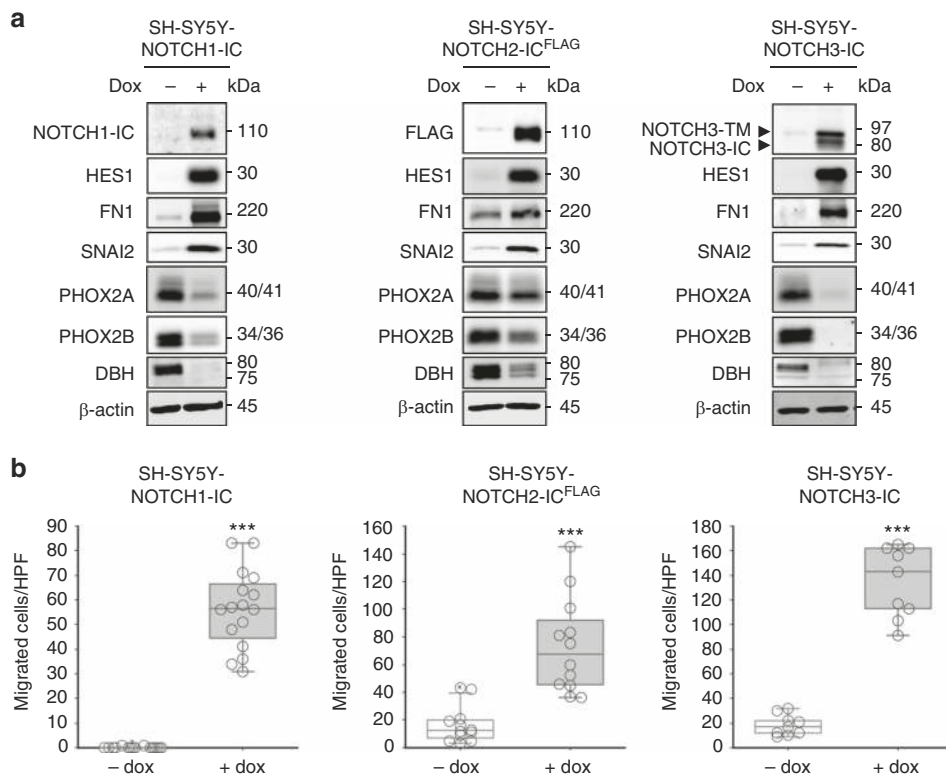 a
SH-SY5Y-
NOTCH1-IC
Dox – + kDa
NOTCH1-IC 110
HES1 30
FN1 220
SNAI2 30
PHOX2A 40/41
PHOX2B 34/36
DBH 80
75
β-actin 45
SH-SY5Y-
NOTCH2-IC^FLAG
Dox – + kDa
FLAG 110
HES1 30
FN1 220
SNAI2 30
PHOX2A 40/41
PHOX2B 34/36
DBH 80
75
β-actin 45
SH-SY5Y-
NOTCH3-IC
Dox – + kDa
NOTCH3-TM 97
NOTCH3-IC 80
HES1 30
FN1 220
SNAI2 30
PHOX2A 40/41
PHOX2B 34/36
DBH 80
75
β-actin 45
b
SH-SY5Y-
NOTCH1-IC
Migrated cells/HPF
90
80
70
60
50
40
30
20
10
0
***
– dox + dox
SH-SY5Y-
NOTCH2-IC^FLAG
Migrated cells/HPF
160
140
120
100
80
60
40
20
0
***
– dox + dox
SH-SY5Y-
NOTCH3-IC
Migrated cells/HPF
180
160
140
120
100
80
60
40
20
0
***
– dox + dox